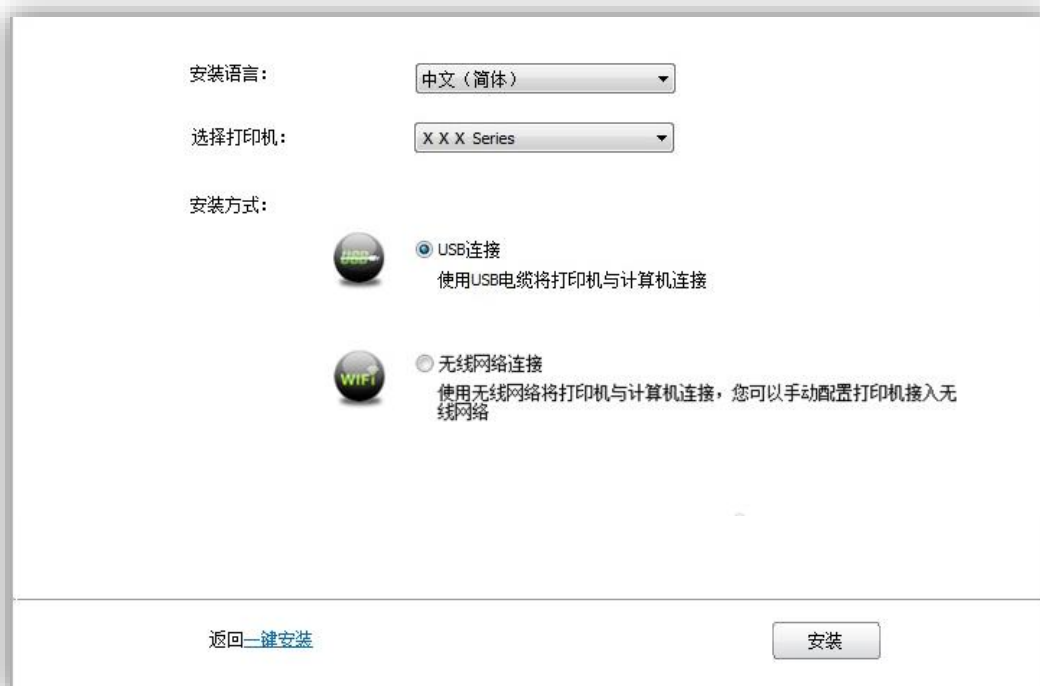 安装语言：
中文（简体）
选择打印机：
X X X Series
安装方式：
USB
USB连接
使用USB电缆将打印机与计算机连接
WIFI
无线网络连接
使用无线网络将打印机与计算机连接，您可以手动配置打印机接入无
线网络
返回一键安装
安装